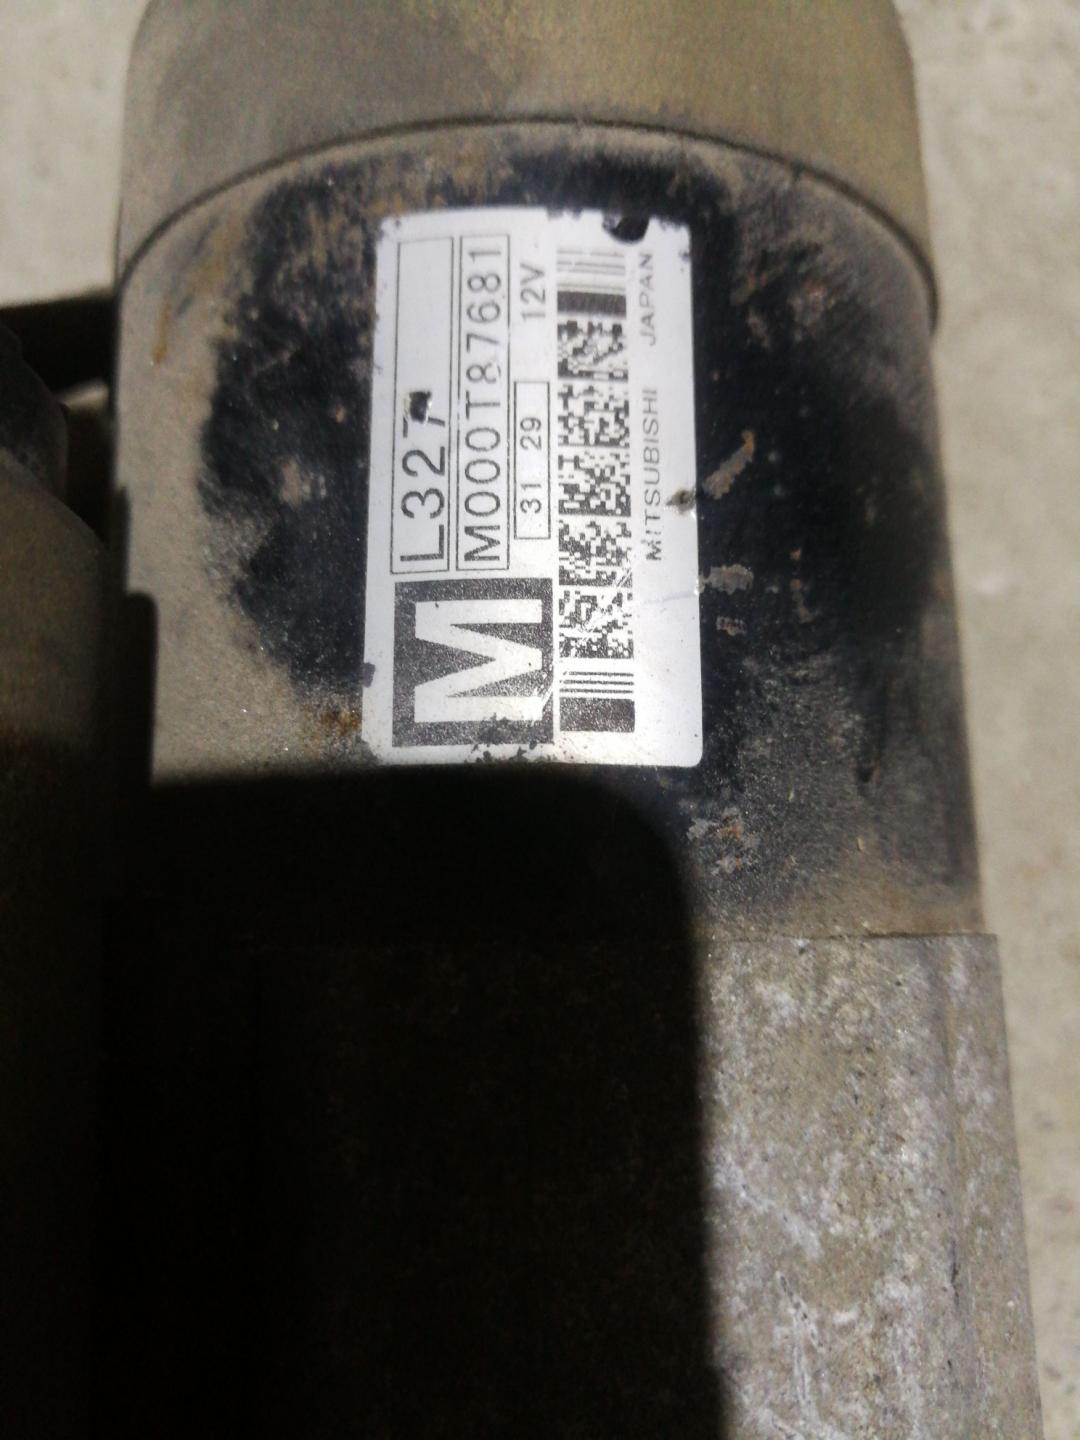 L327
M000T87681
31 29 12V
M
MITSUBISHI JAPAN